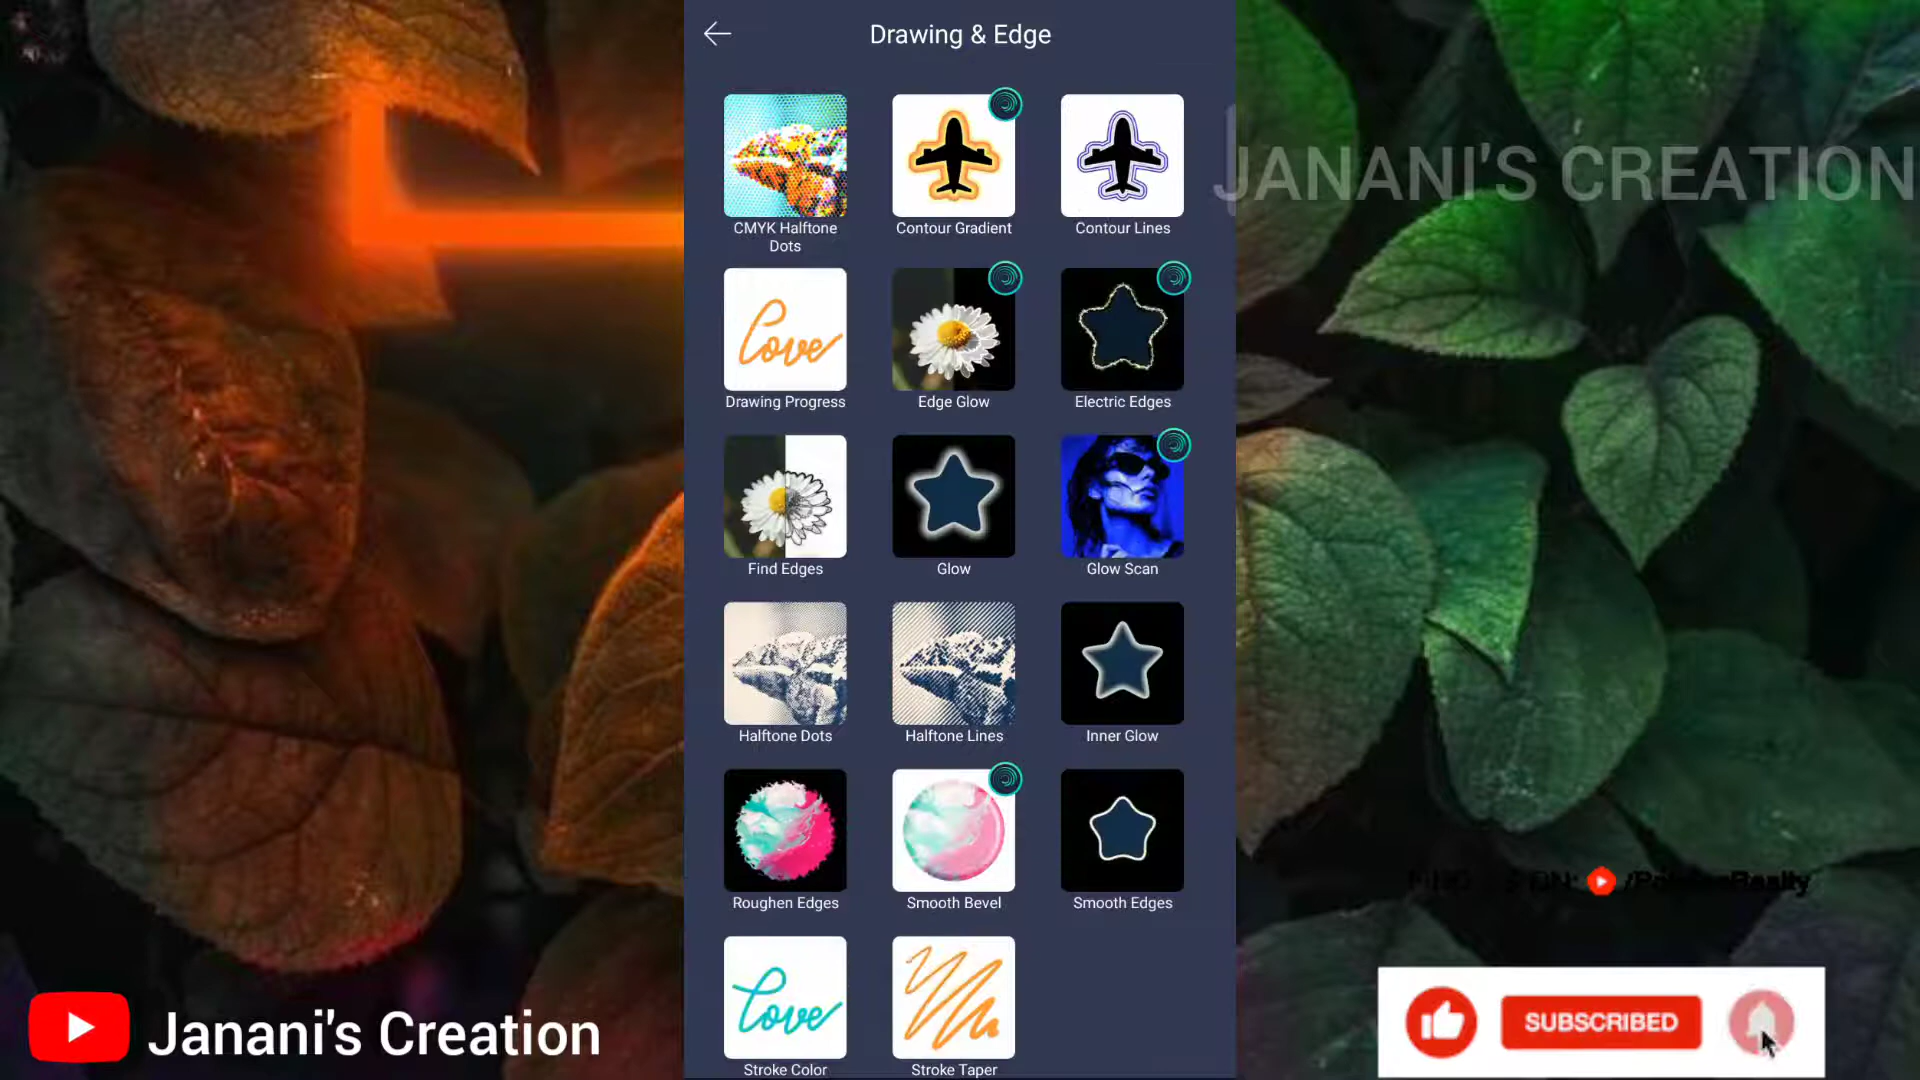 Drawing & Edge
CMYK Halftone
Dots
Contour Gradient
Contour Lines
JANANI'S CREATION
love
Drawing Progress
Edge Glow
Electric Edges
Find Edges
Glow
Glow Scan
Halftone Dots
Halftone Lines
Inner Glow
Roughen Edges
Smooth Bevel
Smooth Edges
love
Stroke Color
Stroke Taper
Janani's Creation
SUBSCRIBED